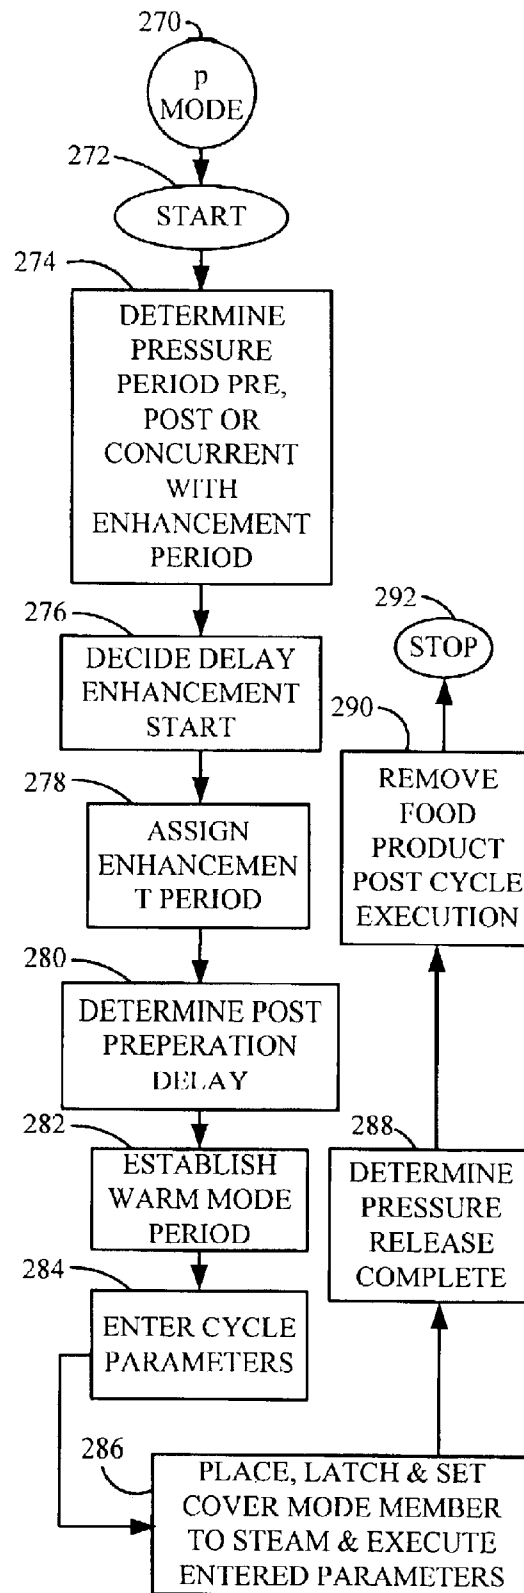 270
p
MODE
272
START
274
DETERMINE
PRESSURE
PERIOD PRE,
POST OR
CONCURRENT
WITH
ENHANCEMENT
PERIOD
276
DECIDE DELAY
ENHANCEMENT
START
278
ASSIGN
ENHANCEMEN
T PERIOD
280
DETERMINE POST
PREPERATION
DELAY
282
ESTABLISH
WARM MODE
PERIOD
284
ENTER CYCLE
PARAMETERS
286
PLACE, LATCH & SET
COVER MODE MEMBER
TO STEAM & EXECUTE
ENTERED PARAMETERS
288
DETERMINE
PRESSURE
RELEASE
COMPLETE
290
REMOVE
FOOD
PRODUCT
POST CYCLE
EXECUTION
292
STOP